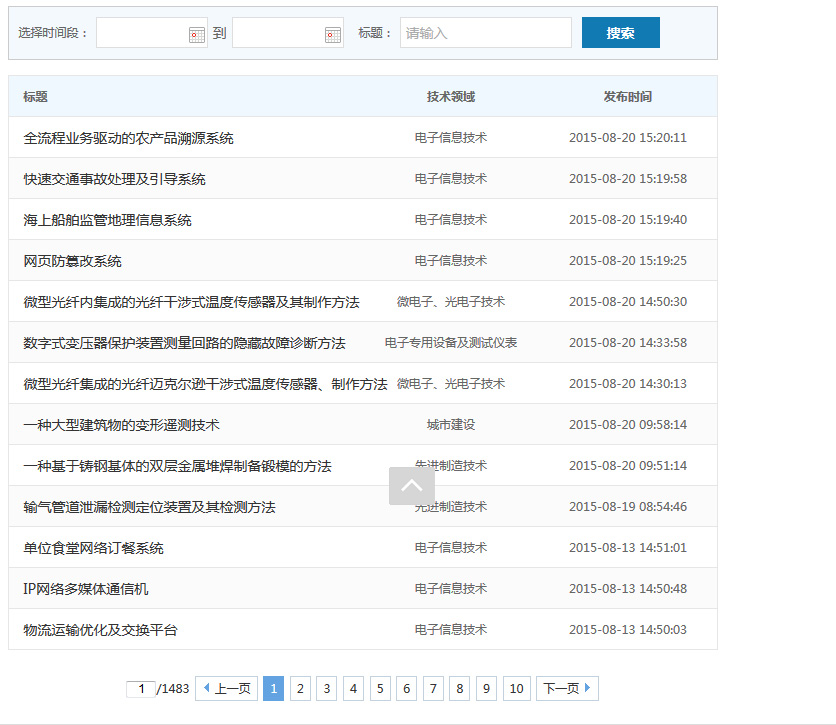 选择时间段： 到 标题： 请输入 搜索
标题 技术领域 发布时间
全流程业务驱动的农产品溯源系统 电子信息技术 2015-08-20 15:20:11
快速交通事故处理及引导系统 电子信息技术 2015-08-20 15:19:58
海上船舶监管地理信息系统 电子信息技术 2015-08-20 15:19:40
网页防篡改系统 电子信息技术 2015-08-20 15:19:25
微型光纤内集成的光纤干涉式温度传感器及其制作方法 微电子、光电子技术 2015-08-20 14:50:30
数字式变压器保护装置测量回路的隐藏故障诊断方法 电子专用设备及测试仪表 2015-08-20 14:33:58
微型光纤集成的光纤迈克尔逊干涉式温度传感器、制作方法 微电子、光电子技术 2015-08-20 14:30:13
一种大型建筑物的变形遥测技术 城市建设 2015-08-20 09:58:14
一种基于铸钢基体的双层金属堆焊制备锻模的方法 先进制造技术 2015-08-20 09:51:14
输气管道泄漏检测定位装置及其检测方法 先进制造技术 2015-08-19 08:54:46
单位食堂网络订餐系统 电子信息技术 2015-08-13 14:51:01
IP网络多媒体通信机 电子信息技术 2015-08-13 14:50:48
物流运输优化及交换平台 电子信息技术 2015-08-13 14:50:03
1 /1483 上一页 1 2 3 4 5 6 7 8 9 10 下一页